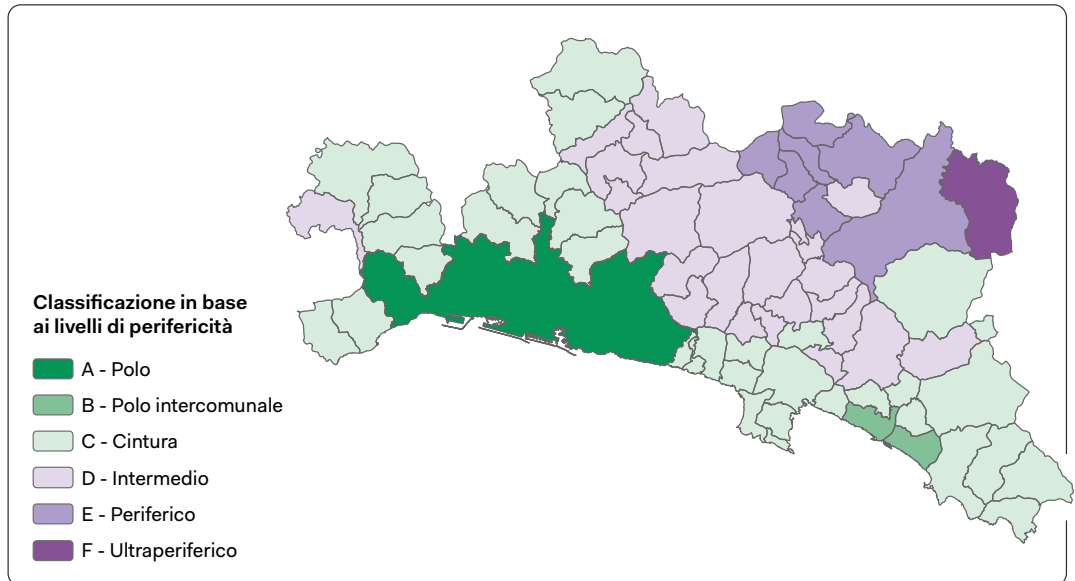 Classificazione in base
ai livelli di perifericità
A - Polo
B - Polo intercomunale
C - Cintura
D - Intermedio
E - Periferico
F - Ultraperiferico